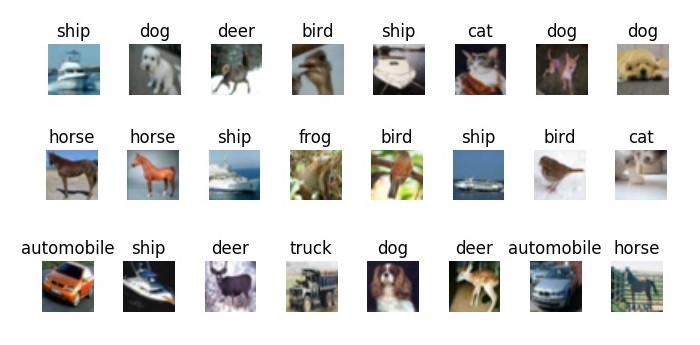 ship dog deer bird ship cat dog dog
horse horse ship frog bird ship bird cat
automobile ship deer truck dog deer automobile horse